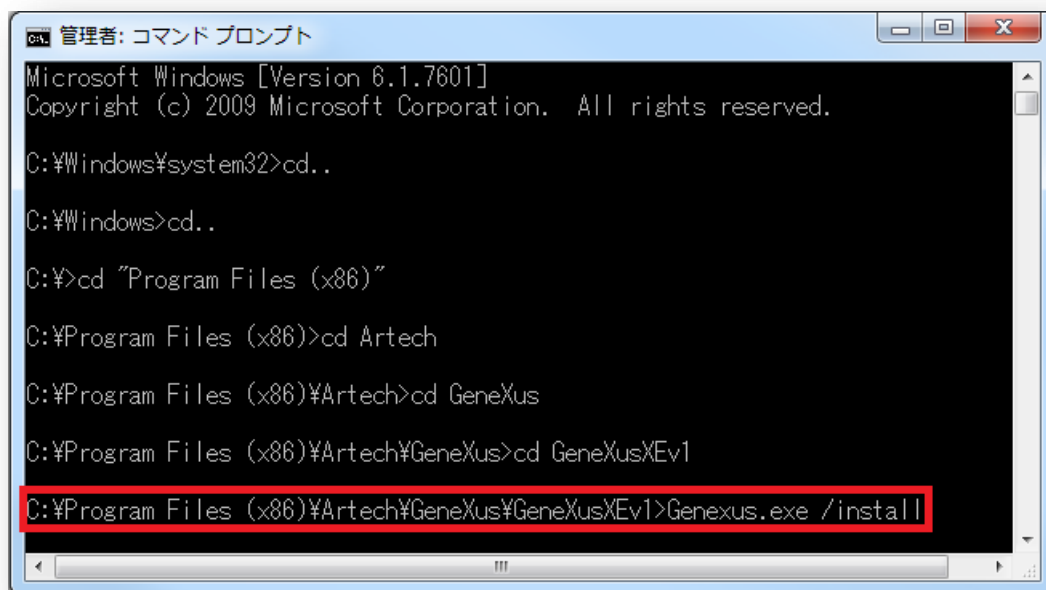 管理者: コマンド プロンプト
Microsoft Windows [Version 6.1.7601]
Copyright (c) 2009 Microsoft Corporation.  All rights reserved.
C:¥Windows¥system32>cd..
C:¥Windows>cd..
C:¥>cd "Program Files (x86)"
C:¥Program Files (x86)>cd Artech
C:¥Program Files (x86)¥Artech>cd GeneXus
C:¥Program Files (x86)¥Artech¥GeneXus>cd GeneXusXEv1
C:¥Program Files (x86)¥Artech¥GeneXus¥GeneXusXEv1>Genexus.exe /install